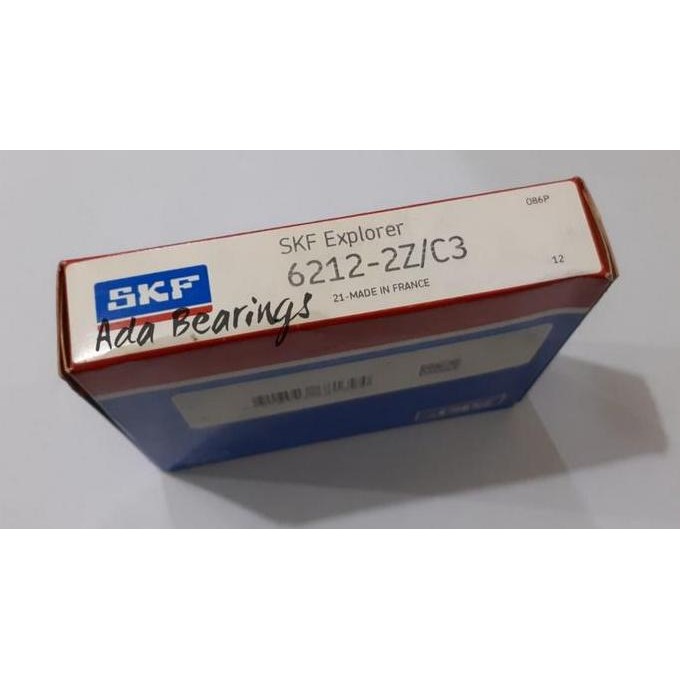 086P
SKF Explorer
6212-2Z/C3
12
SKF
21-MADE IN FRANCE
Ada Bearings